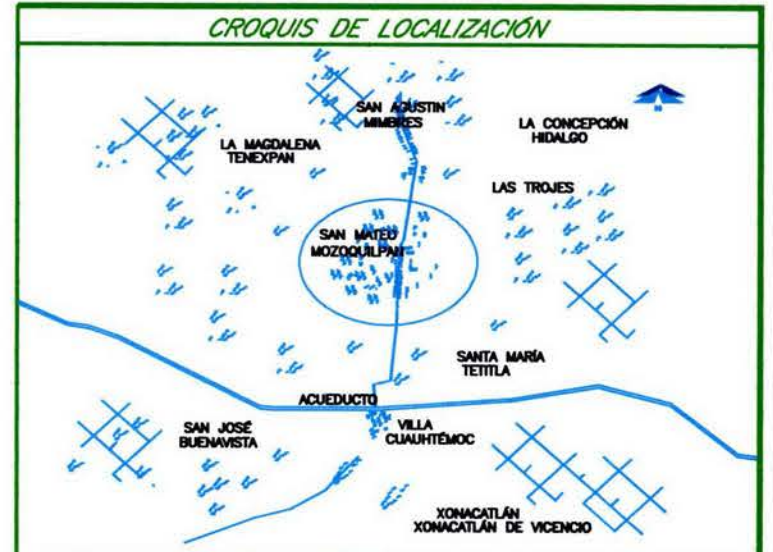 CROQUIS DE LOCALIZACIÓN
SAN AGUSTIN
MIMBRES
LA CONCEPCIÓN
HIDALGO
LA MAGDALENA
TENEXPAN
LAS TROJES
SAN MATEO
MOZOQUILPAN
SANTA MARÍA
TETITLA
ACUEDUCTO
SAN JOSÉ
BUENAVISTA
VILLA
CUAUHTÉMOC
XONACATLÁN
XONACATLÁN DE VICENCIO